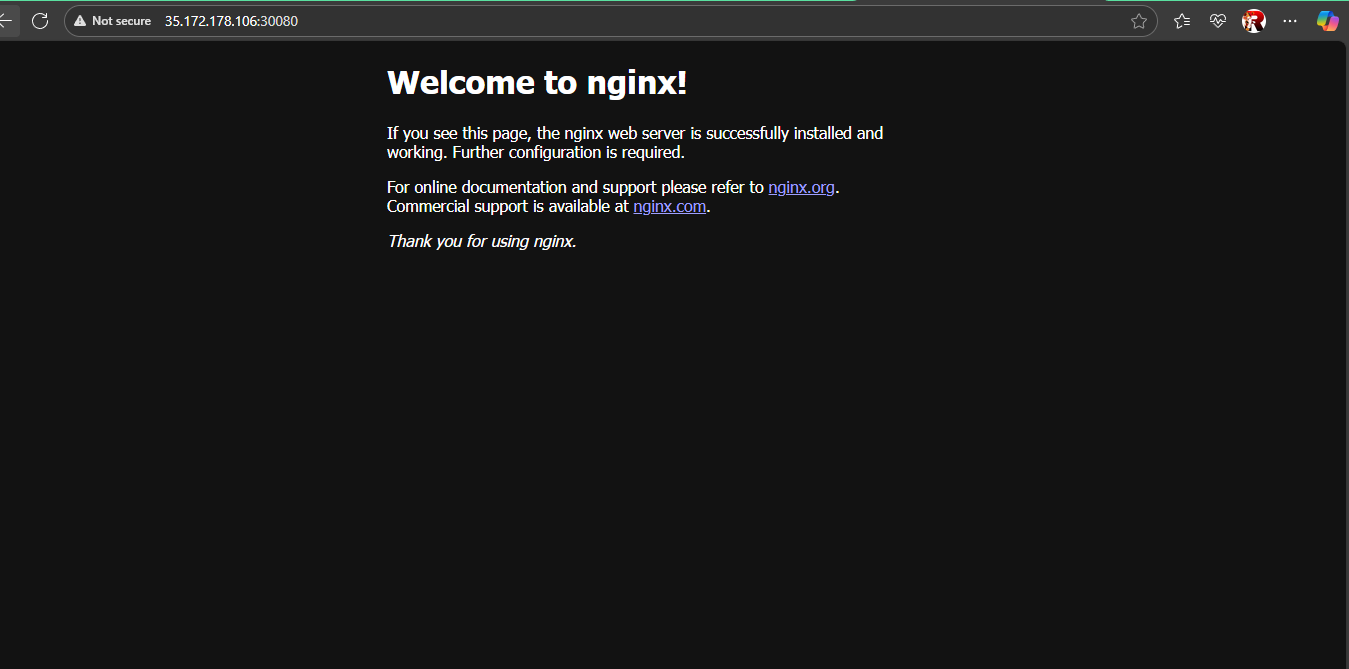 Not secure 35.172.178.106:30080
Welcome to nginx!
If you see this page, the nginx web server is successfully installed and
working. Further configuration is required.
For online documentation and support please refer to nginx.org.
Commercial support is available at nginx.com.
Thank you for using nginx.